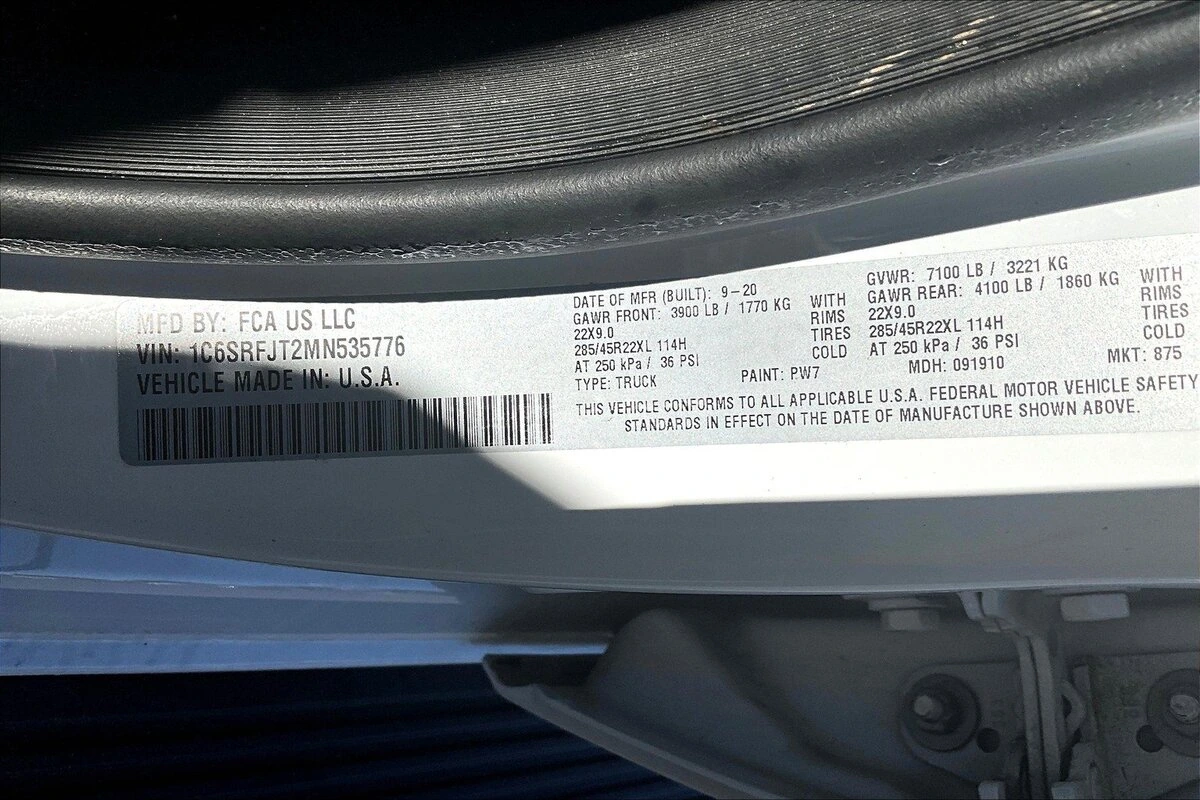 MFD BY: FCA US LLC
VIN: 1C6SRFJT2MN535776
VEHICLE MADE IN: U.S.A.
DATE OF MFR (BUILT): 9-20
GAWR FRONT: 3900 LB / 1770 KG WITH
22X9.0 RIMS
285/45R22XL 114H TIRES
AT 250 kPa / 36 PSI COLD
TYPE: TRUCK PAINT: PW7
GVWR: 7100 LB / 3221 KG
GAWR REAR: 4100 LB / 1860 KG WITH
22X9.0 RIMS
285/45R22XL 114H TIRES
AT 250 kPa / 36 PSI COLD
MDH: 091910 MKT: 875
THIS VEHICLE CONFORMS TO ALL APPLICABLE U.S.A. FEDERAL MOTOR VEHICLE SAFETY
STANDARDS IN EFFECT ON THE DATE OF MANUFACTURE SHOWN ABOVE.